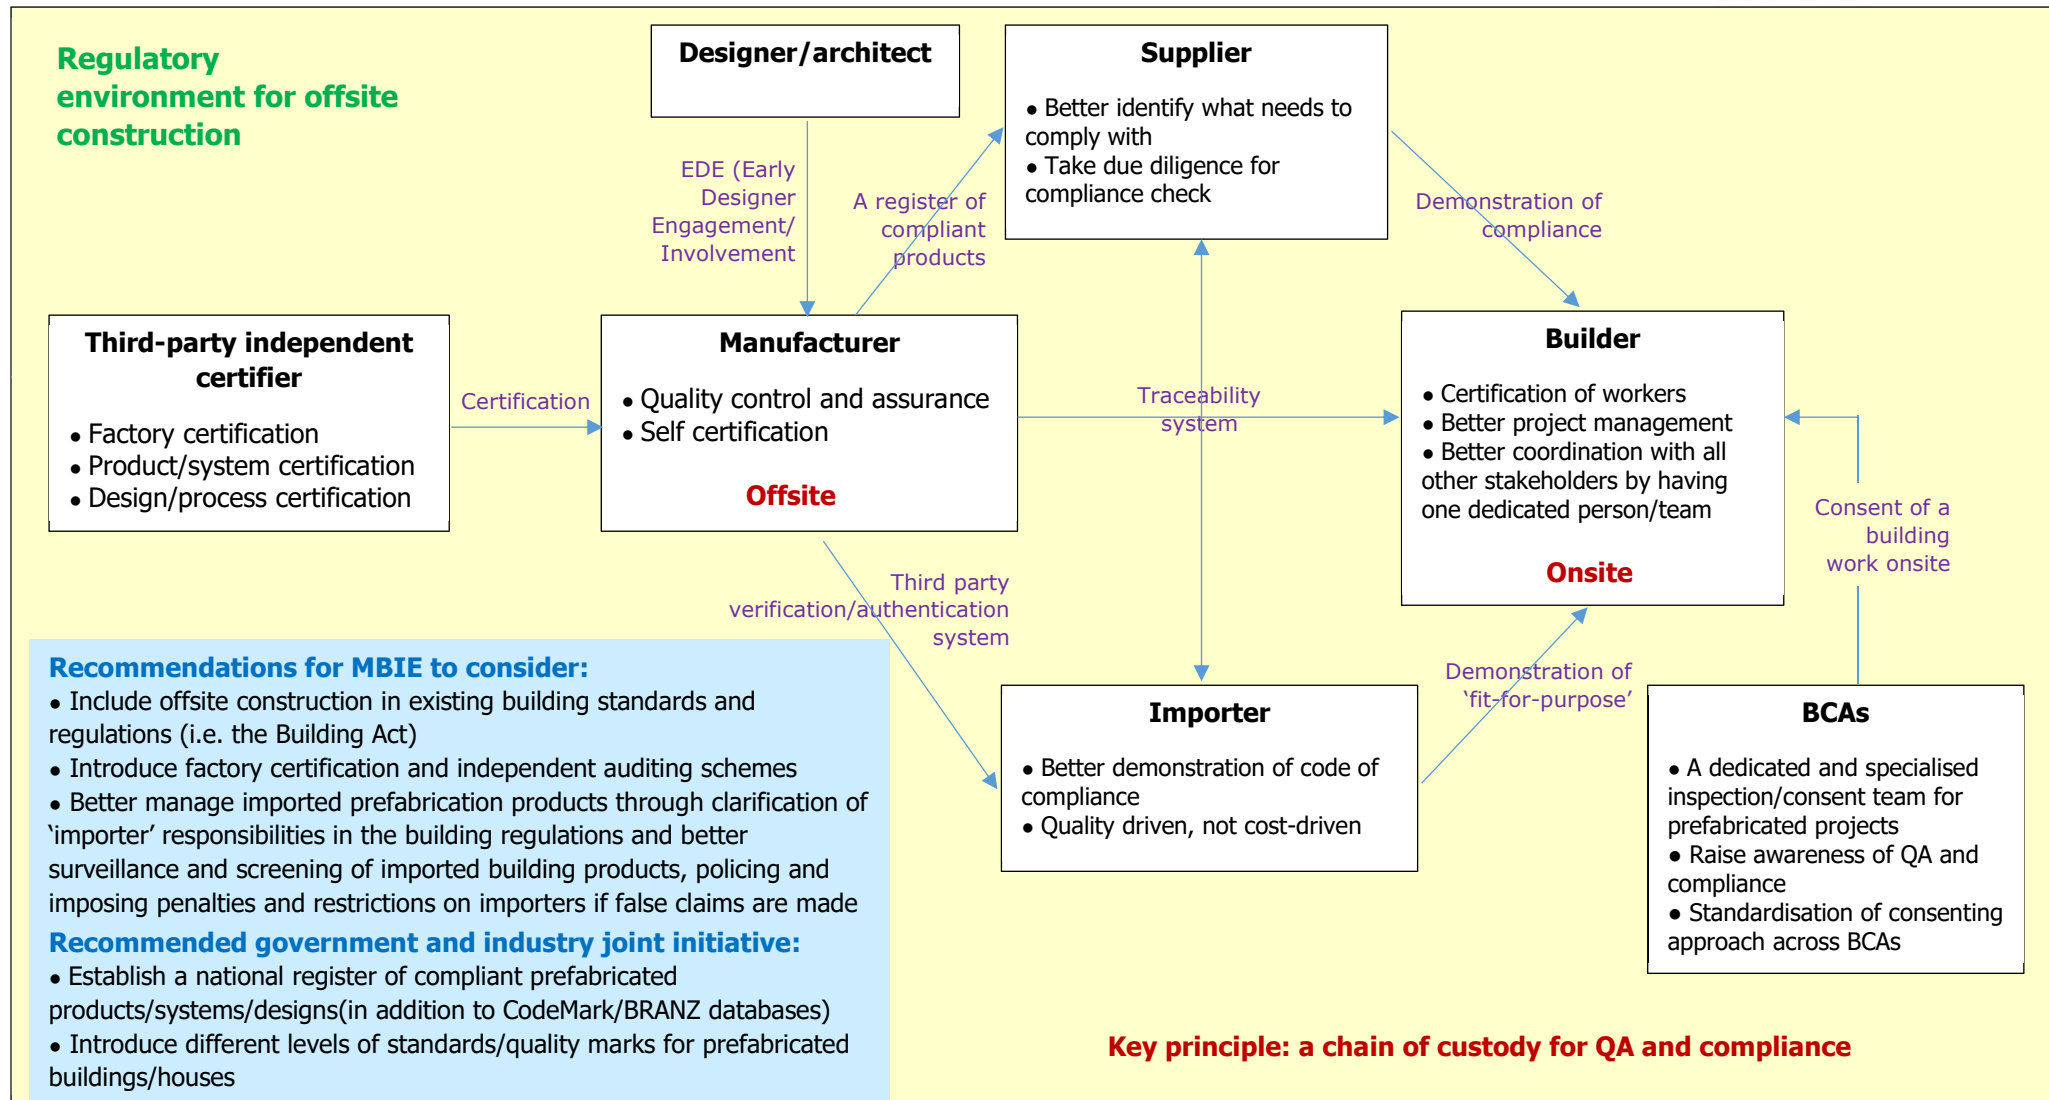 Regulatory
environment for offsite
construction
Designer/architect
Supplier
● Better identify what needs to
comply with
● Take due diligence for
compliance check
EDE (Early
Designer
Engagement/
Involvement
A register of
compliant
products
Demonstration of
compliance
Third-party independent
certifier
● Factory certification
● Product/system certification
● Design/process certification
Certification
Manufacturer
● Quality control and assurance
● Self certification
Offsite
Traceability
system
Builder
● Certification of workers
● Better project management
● Better coordination with all
other stakeholders by having
one dedicated person/team
Onsite
Consent of a
building
work onsite
Third party
verification/authentication
system
Demonstration of
‘fit-for-purpose’
Importer
● Better demonstration of code of
compliance
● Quality driven, not cost-driven
BCAs
● A dedicated and specialised
inspection/consent team for
prefabricated projects
● Raise awareness of QA and
compliance
● Standardisation of consenting
approach across BCAs
Recommendations for MBIE to consider:
● Include offsite construction in existing building standards and
regulations (i.e. the Building Act)
● Introduce factory certification and independent auditing schemes
● Better manage imported prefabrication products through clarification of
‘importer’ responsibilities in the building regulations and better
surveillance and screening of imported building products, policing and
imposing penalties and restrictions on importers if false claims are made
Recommended government and industry joint initiative:
● Establish a national register of compliant prefabricated
products/systems/designs(in addition to CodeMark/BRANZ databases)
● Introduce different levels of standards/quality marks for prefabricated
buildings/houses
Key principle: a chain of custody for QA and compliance